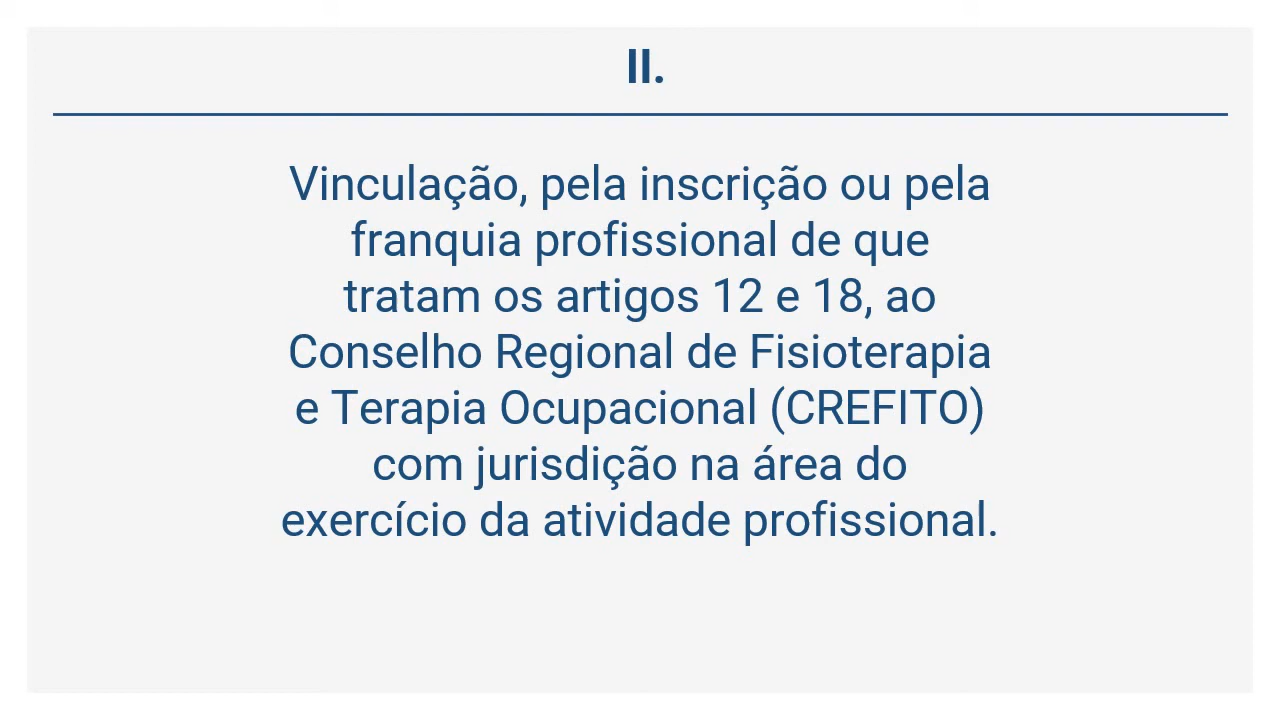 II.
Vinculação, pela inscrição ou pela
franquia profissional de que
tratam os artigos 12 e 18, ao
Conselho Regional de Fisioterapia
e Terapia Ocupacional (CREFITO)
com jurisdição na área do
exercício da atividade profissional.